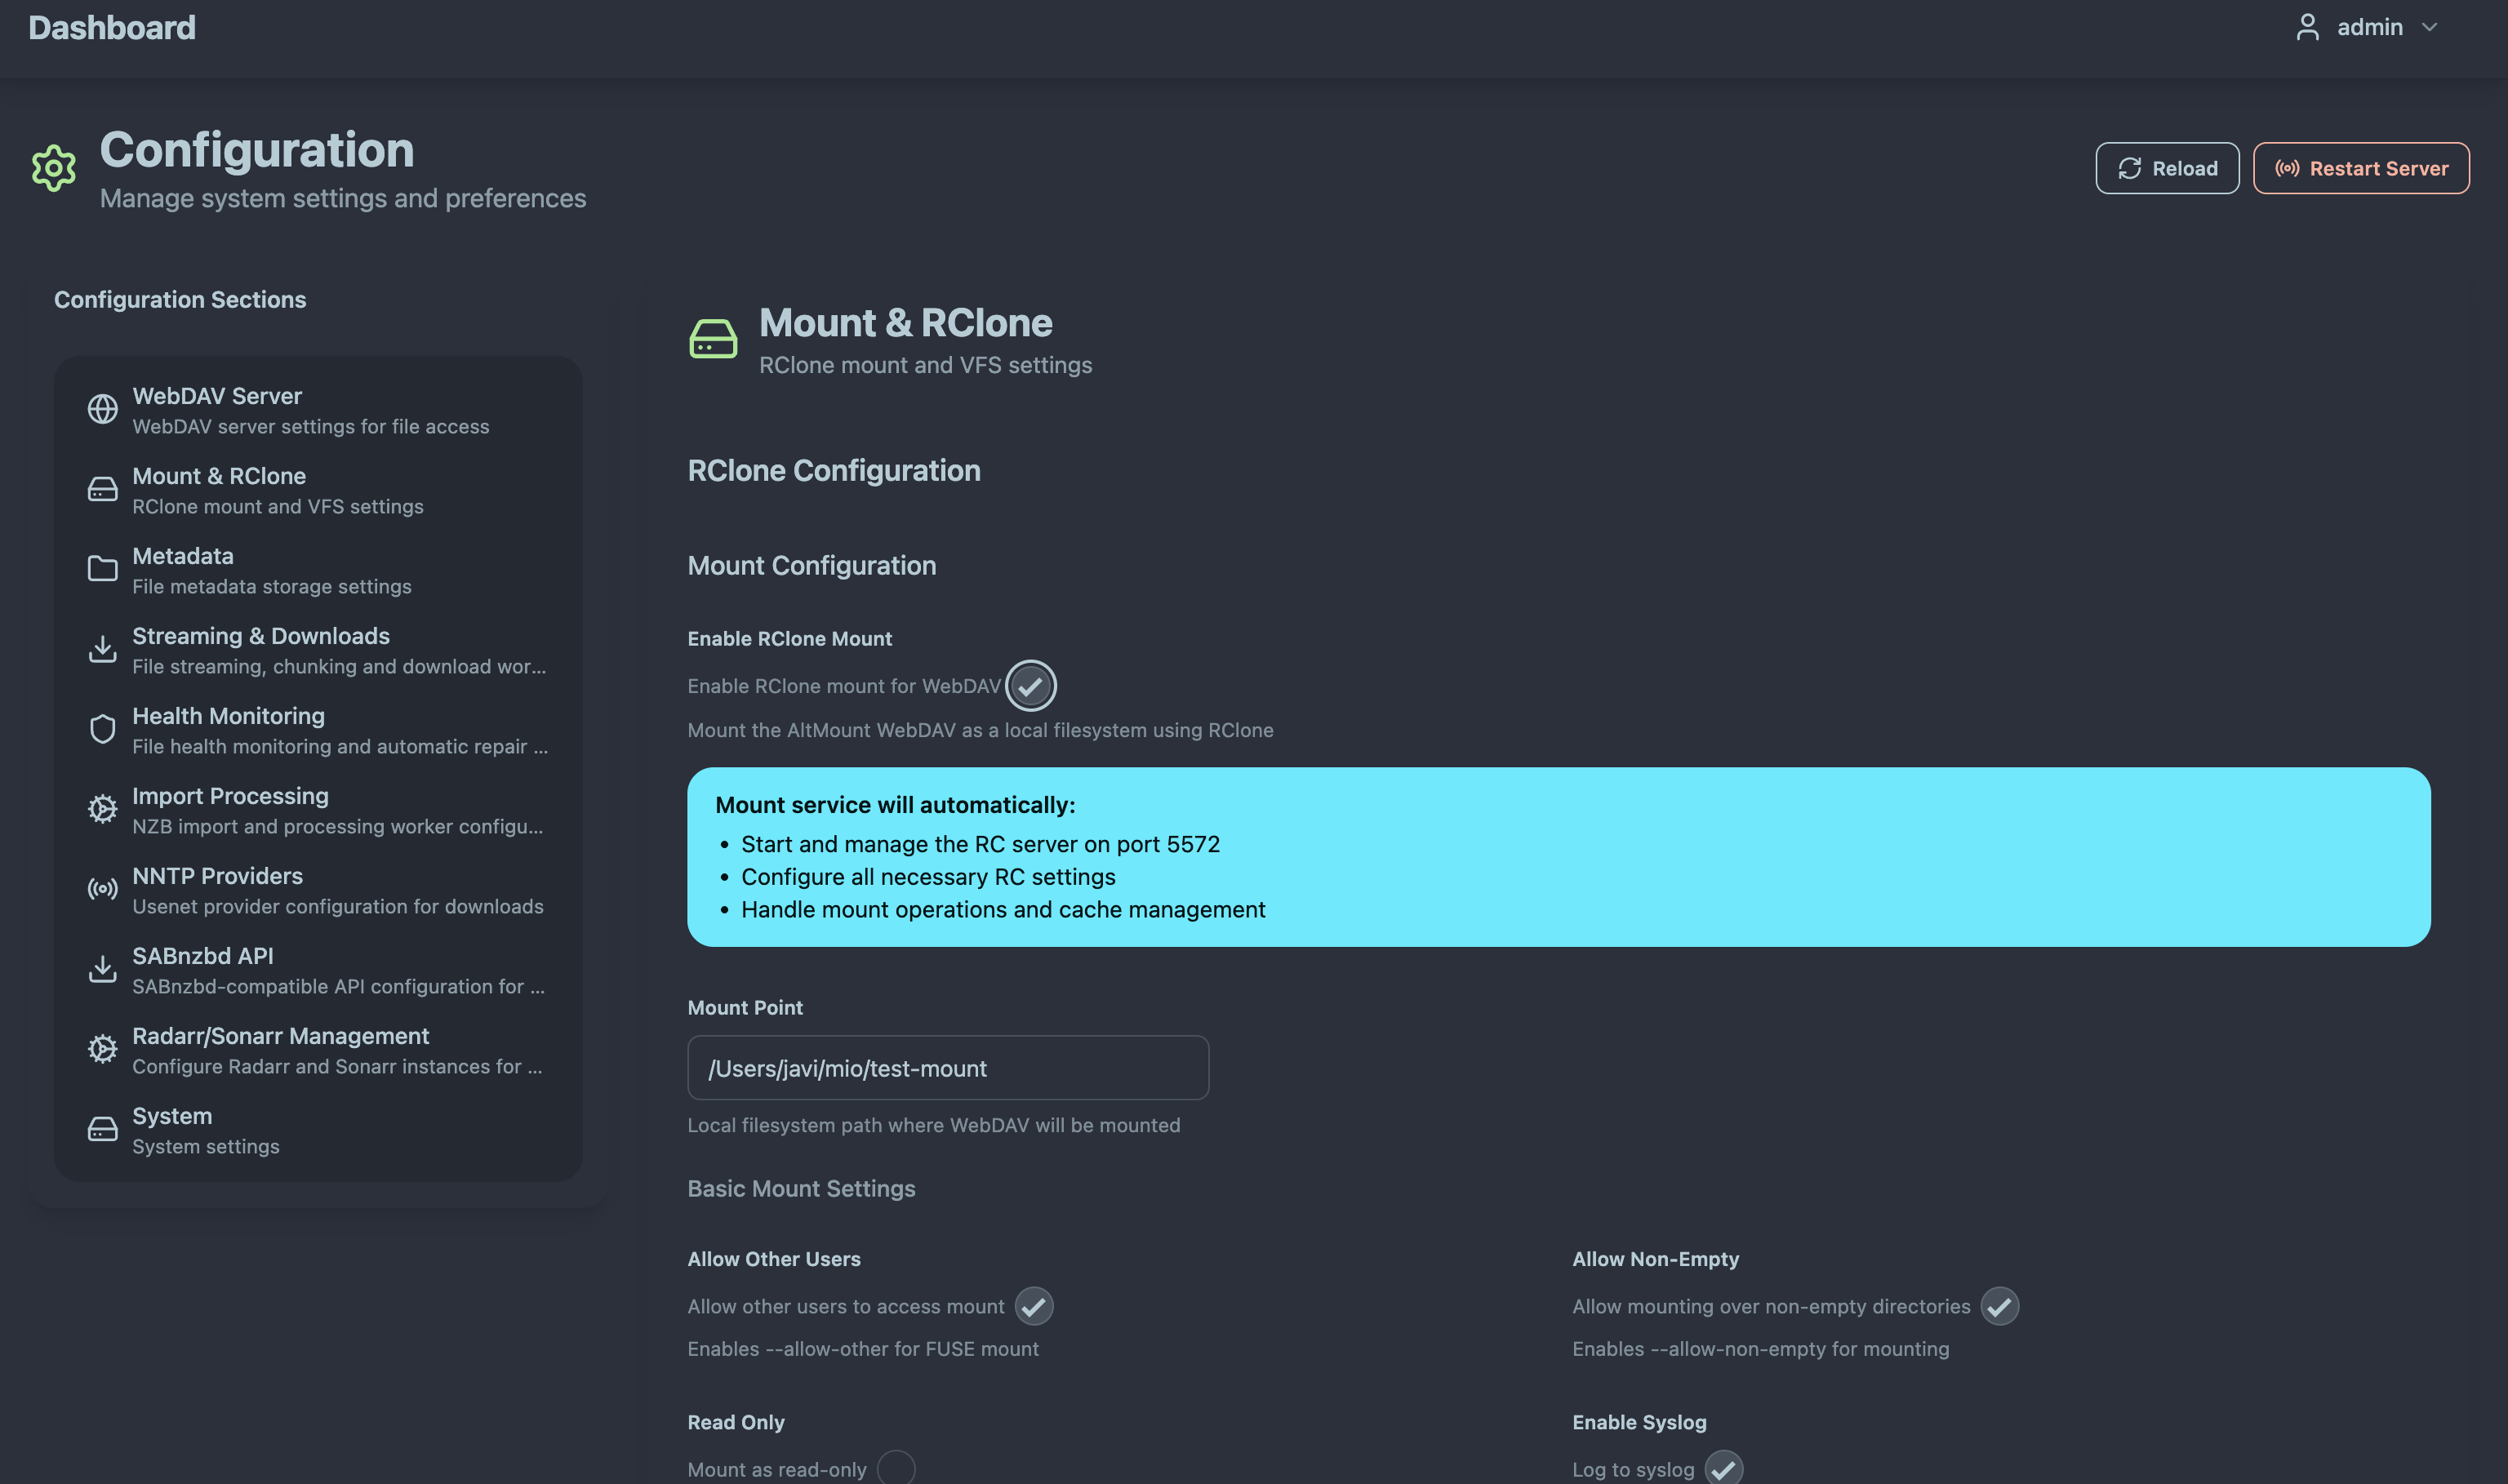 Dashboard
admin
Configuration
Manage system settings and preferences
Reload
Restart Server
Configuration Sections
WebDAV Server
WebDAV server settings for file access
Mount & RClone
RClone mount and VFS settings
Metadata
File metadata storage settings
Streaming & Downloads
File streaming, chunking and download wor...
Health Monitoring
File health monitoring and automatic repair ...
Import Processing
NZB import and processing worker configu...
NNTP Providers
Usenet provider configuration for downloads
SABnzbd API
SABnzbd-compatible API configuration for ...
Radarr/Sonarr Management
Configure Radarr and Sonarr instances for ...
System
System settings
Mount & RClone
RClone mount and VFS settings
RClone Configuration
Mount Configuration
Enable RClone Mount
Enable RClone mount for WebDAV
Mount the AltMount WebDAV as a local filesystem using RClone
Mount service will automatically:
• Start and manage the RC server on port 5572
• Configure all necessary RC settings
• Handle mount operations and cache management
Mount Point
/Users/javi/mio/test-mount
Local filesystem path where WebDAV will be mounted
Basic Mount Settings
Allow Other Users
Allow other users to access mount
Enables --allow-other for FUSE mount
Allow Non-Empty
Allow mounting over non-empty directories
Enables --allow-non-empty for mounting
Read Only
Mount as read-only
Enable Syslog
Log to syslog